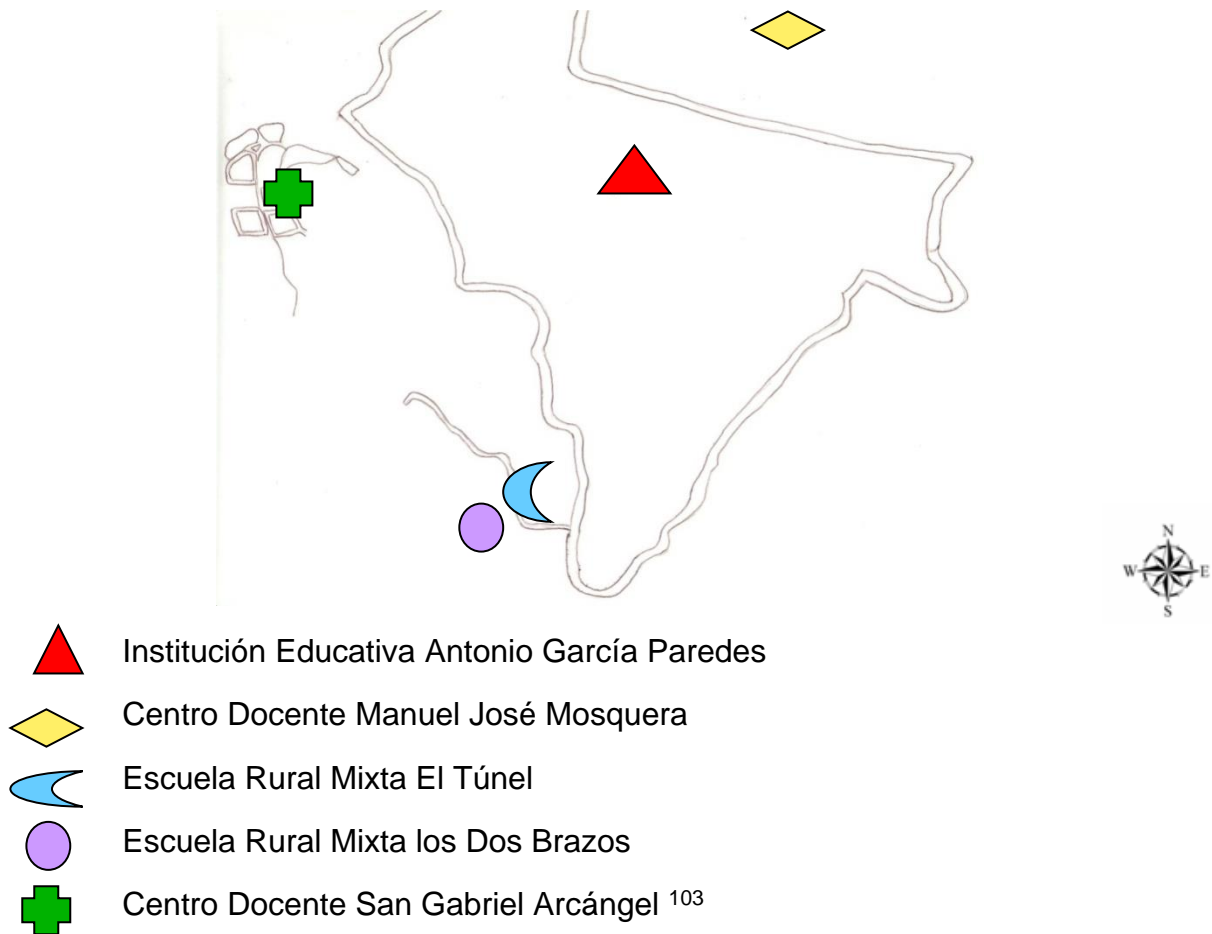 N
W E
S
Institución Educativa Antonio García Paredes
Centro Docente Manuel José Mosquera
Escuela Rural Mixta El Túnel
Escuela Rural Mixta los Dos Brazos
Centro Docente San Gabriel Arcángel 103